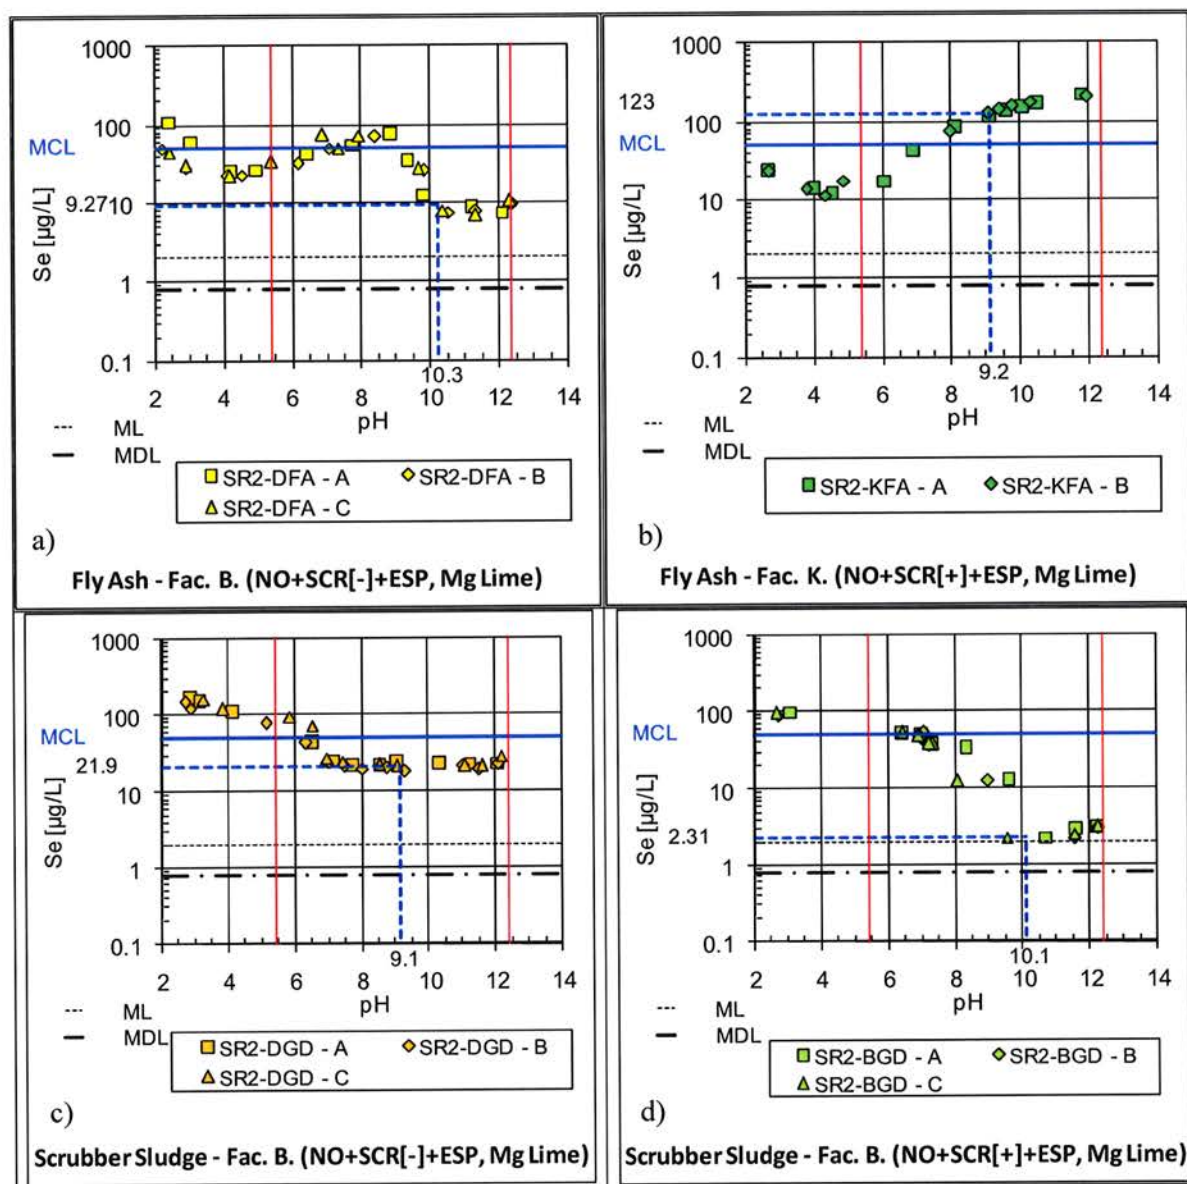 1000
100
MCL
9.27
10
1
0.1
Se [µg/L]
10.3
2 4 6 8 10 12 14
pH
ML
MDL
SR2-DFA - A SR2-DFA - B
SR2-DFA - C
a)
Fly Ash - Fac. B. (NO+SCR[-]+ESP, Mg Lime)
1000
123
100
MCL
10
1
0.1
Se [µg/L]
9.2
2 4 6 8 10 12 14
pH
ML
MDL
SR2-KFA - A SR2-KFA - B
b)
Fly Ash - Fac. K. (NO+SCR[+]+ESP, Mg Lime)
1000
100
MCL
21.9
10
1
0.1
Se [µg/L]
9.1
2 4 6 8 10 12 14
pH
ML
MDL
SR2-DGD - A SR2-DGD - B
SR2-DGD - C
c)
Scrubber Sludge - Fac. B. (NO+SCR[-]+ESP, Mg Lime)
1000
100
MCL
10
2.31
1
0.1
Se [µg/L]
10.1
2 4 6 8 10 12 14
pH
ML
MDL
SR2-BGD - A SR2-BGD - B
SR2-BGD - C
d)
Scrubber Sludge - Fac. B. (NO+SCR[+]+ESP, Mg Lime)